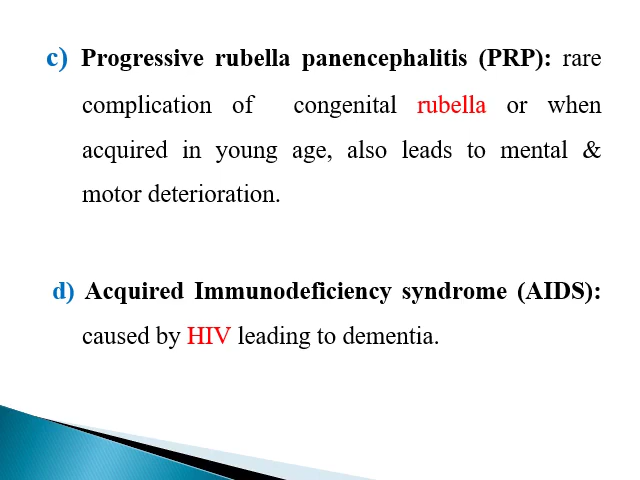 c) Progressive rubella panencephalitis (PRP): rare
complication of congenital rubella or when
acquired in young age, also leads to mental &
motor deterioration.
d) Acquired Immunodeficiency syndrome (AIDS):
caused by HIV leading to dementia.